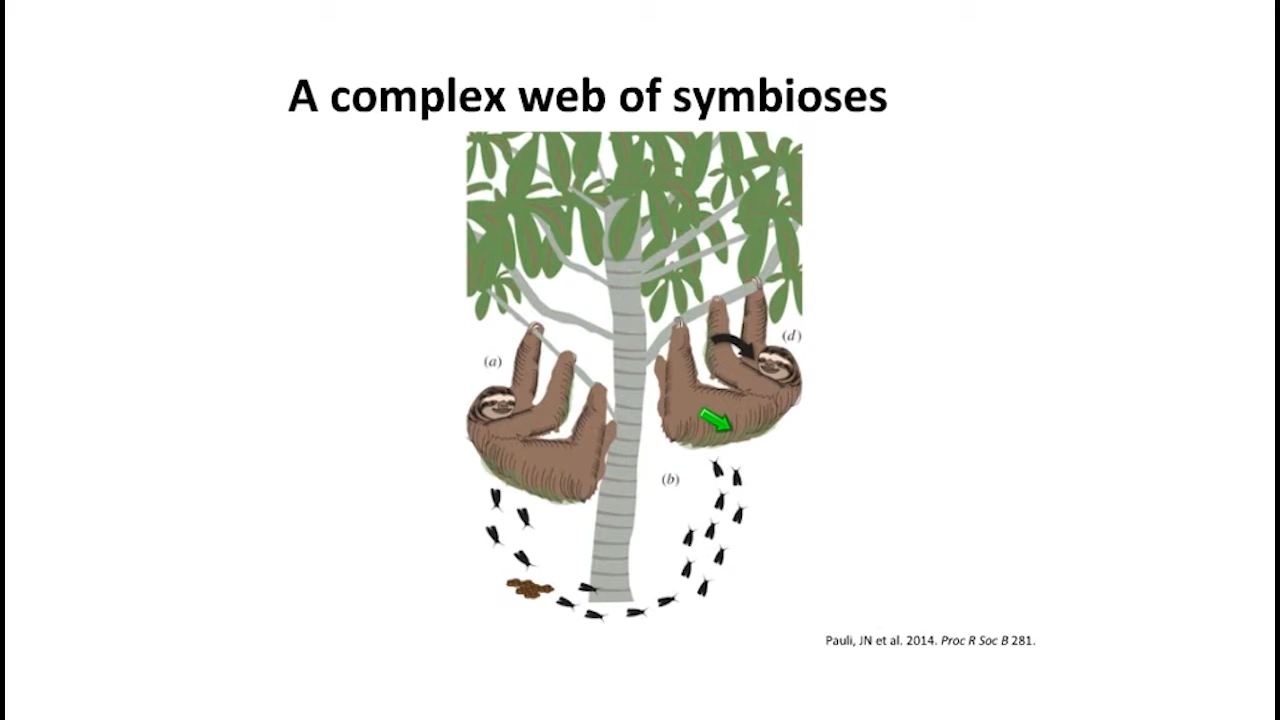 A complex web of symbioses
(d)
(a)
(b)
Pauli, JN et al. 2014. Proc R Soc B 281.